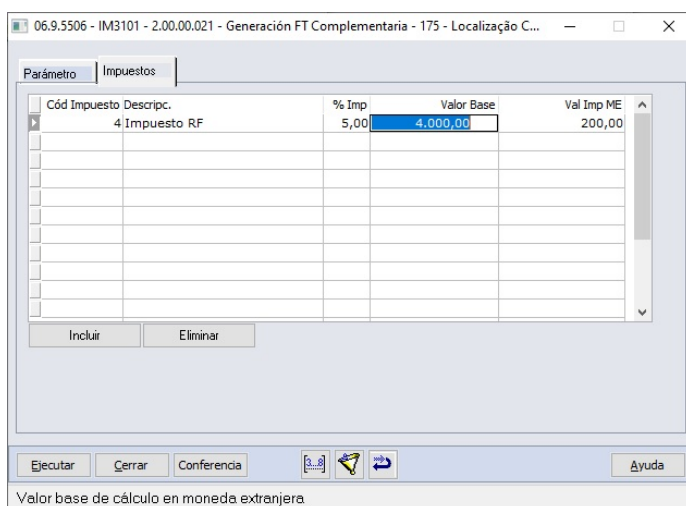 06.9.5506 - IM3101 - 2.00.00.021 - Generación FT Complementaria - 175 - Localização C...
Parámetro Impuestos
Cód Impuesto Descripc. % Imp Valor Base Val Imp ME
4 Impuesto RF 5,00 4.000,00 200,00
Incluir Eliminar
Ejecutar Cerrar Conferencia [3...8] Ayuda
Valor base de cálculo en moneda extranjera